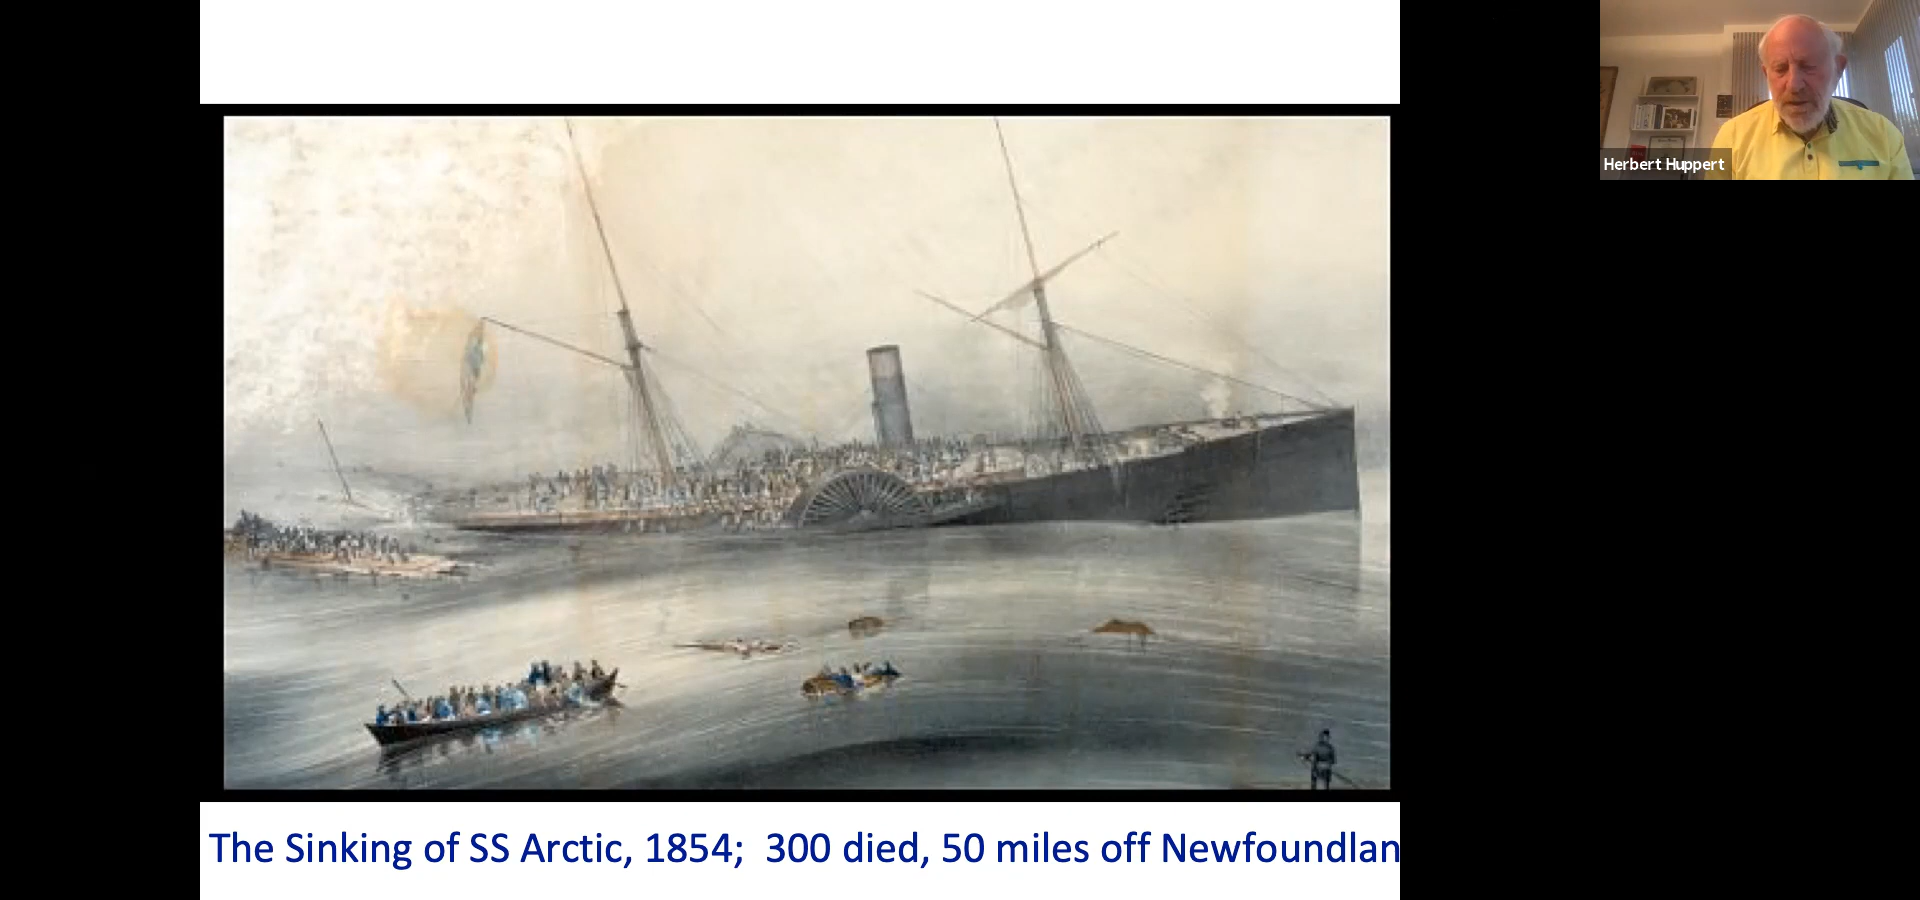 Herbert Huppert
The Sinking of SS Arctic, 1854;  300 died, 50 miles off Newfoundlan